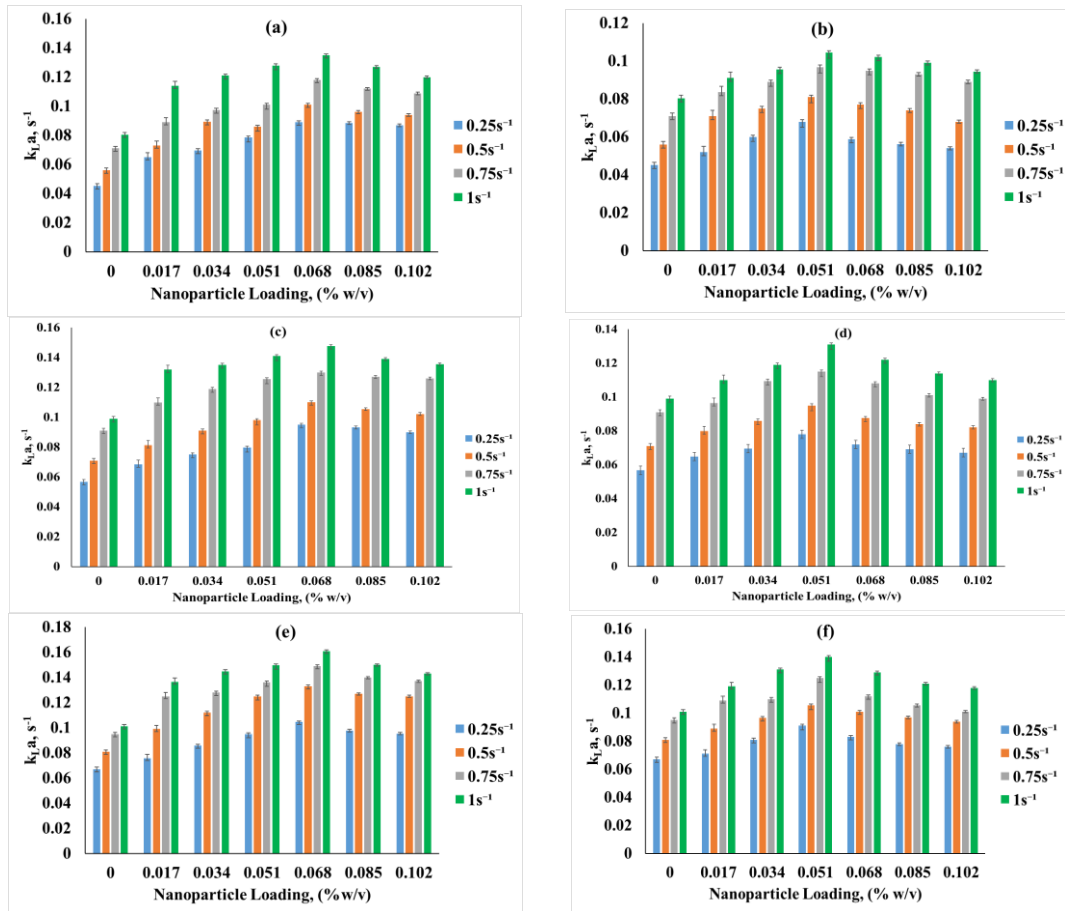 (a)
k_La, s⁻¹
0.16
0.14
0.12
0.1
0.080
0.06
0.04
0.02
0
0 0.017 0.034 0.051 0.068 0.085 0.102
Nanoparticle Loading, (% w/v)
0.25s⁻¹
0.5s⁻¹
0.75s⁻¹
1s⁻¹
(b)
k_L a, s⁻¹
0.12
0.1
0.08
0.06
0.04
0.02
0
0 0.017 0.034 0.051 0.068 0.085 0.102
Nanoparticle Loading, (% w/v)
0.25s⁻¹
0.5s⁻¹
0.75s⁻¹
1s⁻¹
(c)
k_La, s⁻¹
0.16
0.14
0.12
0.1
0.08
0.06
0.04
0.02
0
0 0.017 0.034 0.051 0.068 0.085 0.102
Nanoparticle Loading, (% w/v)
0.25s⁻¹
0.5s⁻¹
0.75s⁻¹
1s⁻¹
(d)
k_La, s⁻¹
0.14
0.12
0.1
0.08
0.06
0.04
0.02
0
0 0.017 0.034 0.051 0.068 0.085 0.102
Nanoparticle Loading, (% w/v)
0.25s⁻¹
0.5s⁻¹
0.75s⁻¹
1s⁻¹
(e)
k_La, s⁻¹
0.18
0.16
0.14
0.12
0.1
0.08
0.06
0.04
0.02
0
0 0.017 0.034 0.051 0.068 0.085 0.102
Nanoparticle Loading, (% w/v)
0.25s⁻¹
0.5s⁻¹
0.75s⁻¹
1s⁻¹
(f)
k_La, s⁻¹
0.16
0.14
0.12
0.1
0.08
0.06
0.04
0.02
0
0 0.017 0.034 0.051 0.068 0.085 0.102
Nanoparticle Loading, (% w/v)
0.25s⁻¹
0.5s⁻¹
0.75s⁻¹
1s⁻¹